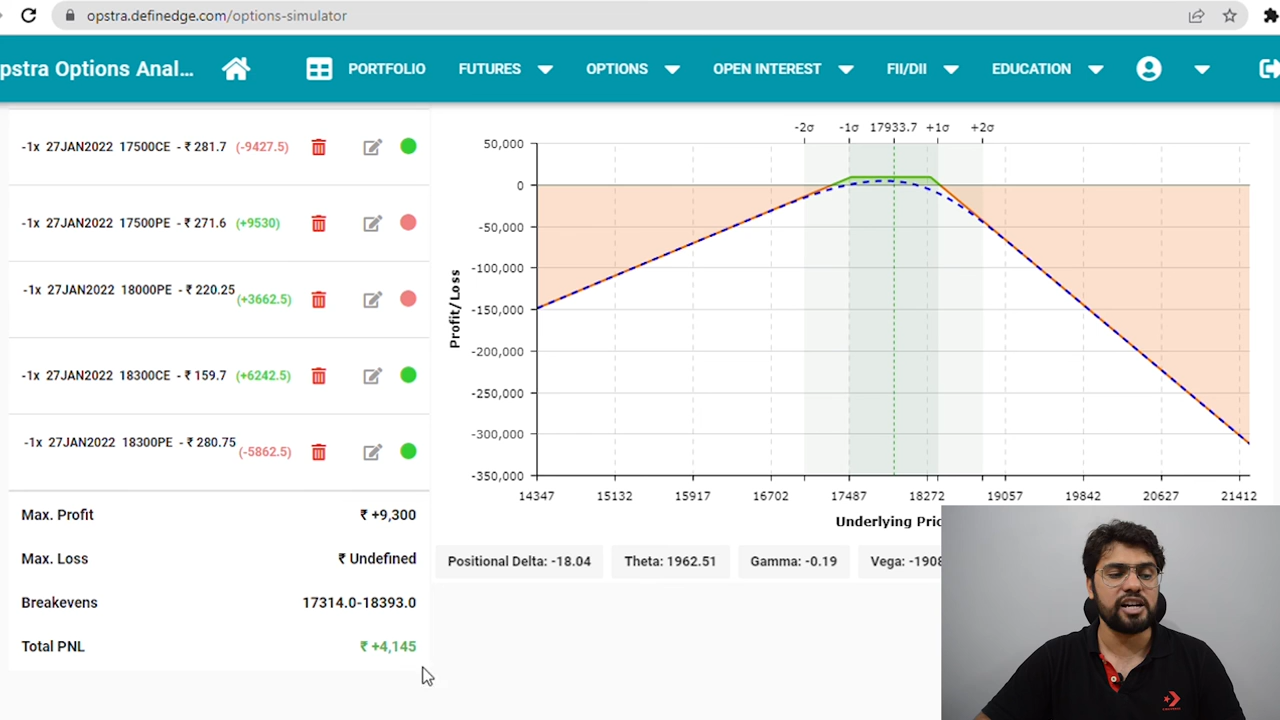 opstra.definedge.com/options-simulator
pstra Options Anal... PORTFOLIO FUTURES OPTIONS OPEN INTEREST FII/DII EDUCATION
-1x 27JAN2022 17500CE - ₹ 281.7 (-9427.5)
-1x 27JAN2022 17500PE - ₹ 271.6 (+9530)
-1x 27JAN2022 18000PE - ₹ 220.25 (+3662.5)
-1x 27JAN2022 18300CE - ₹ 159.7 (+6242.5)
-1x 27JAN2022 18300PE - ₹ 280.75 (-5862.5)
Max. Profit ₹ +9,300
Max. Loss ₹ Undefined
Breakevens 17314.0-18393.0
Total PNL ₹ +4,145
-2σ -1σ 17933.7 +1σ +2σ
50,000
0
-50,000
-100,000
-150,000
-200,000
-250,000
-300,000
-350,000
Profit/Loss
14347 15132 15917 16702 17487 18272 19057 19842 20627 21412
Underlying Pric
Positional Delta: -18.04 Theta: 1962.51 Gamma: -0.19 Vega: -1908